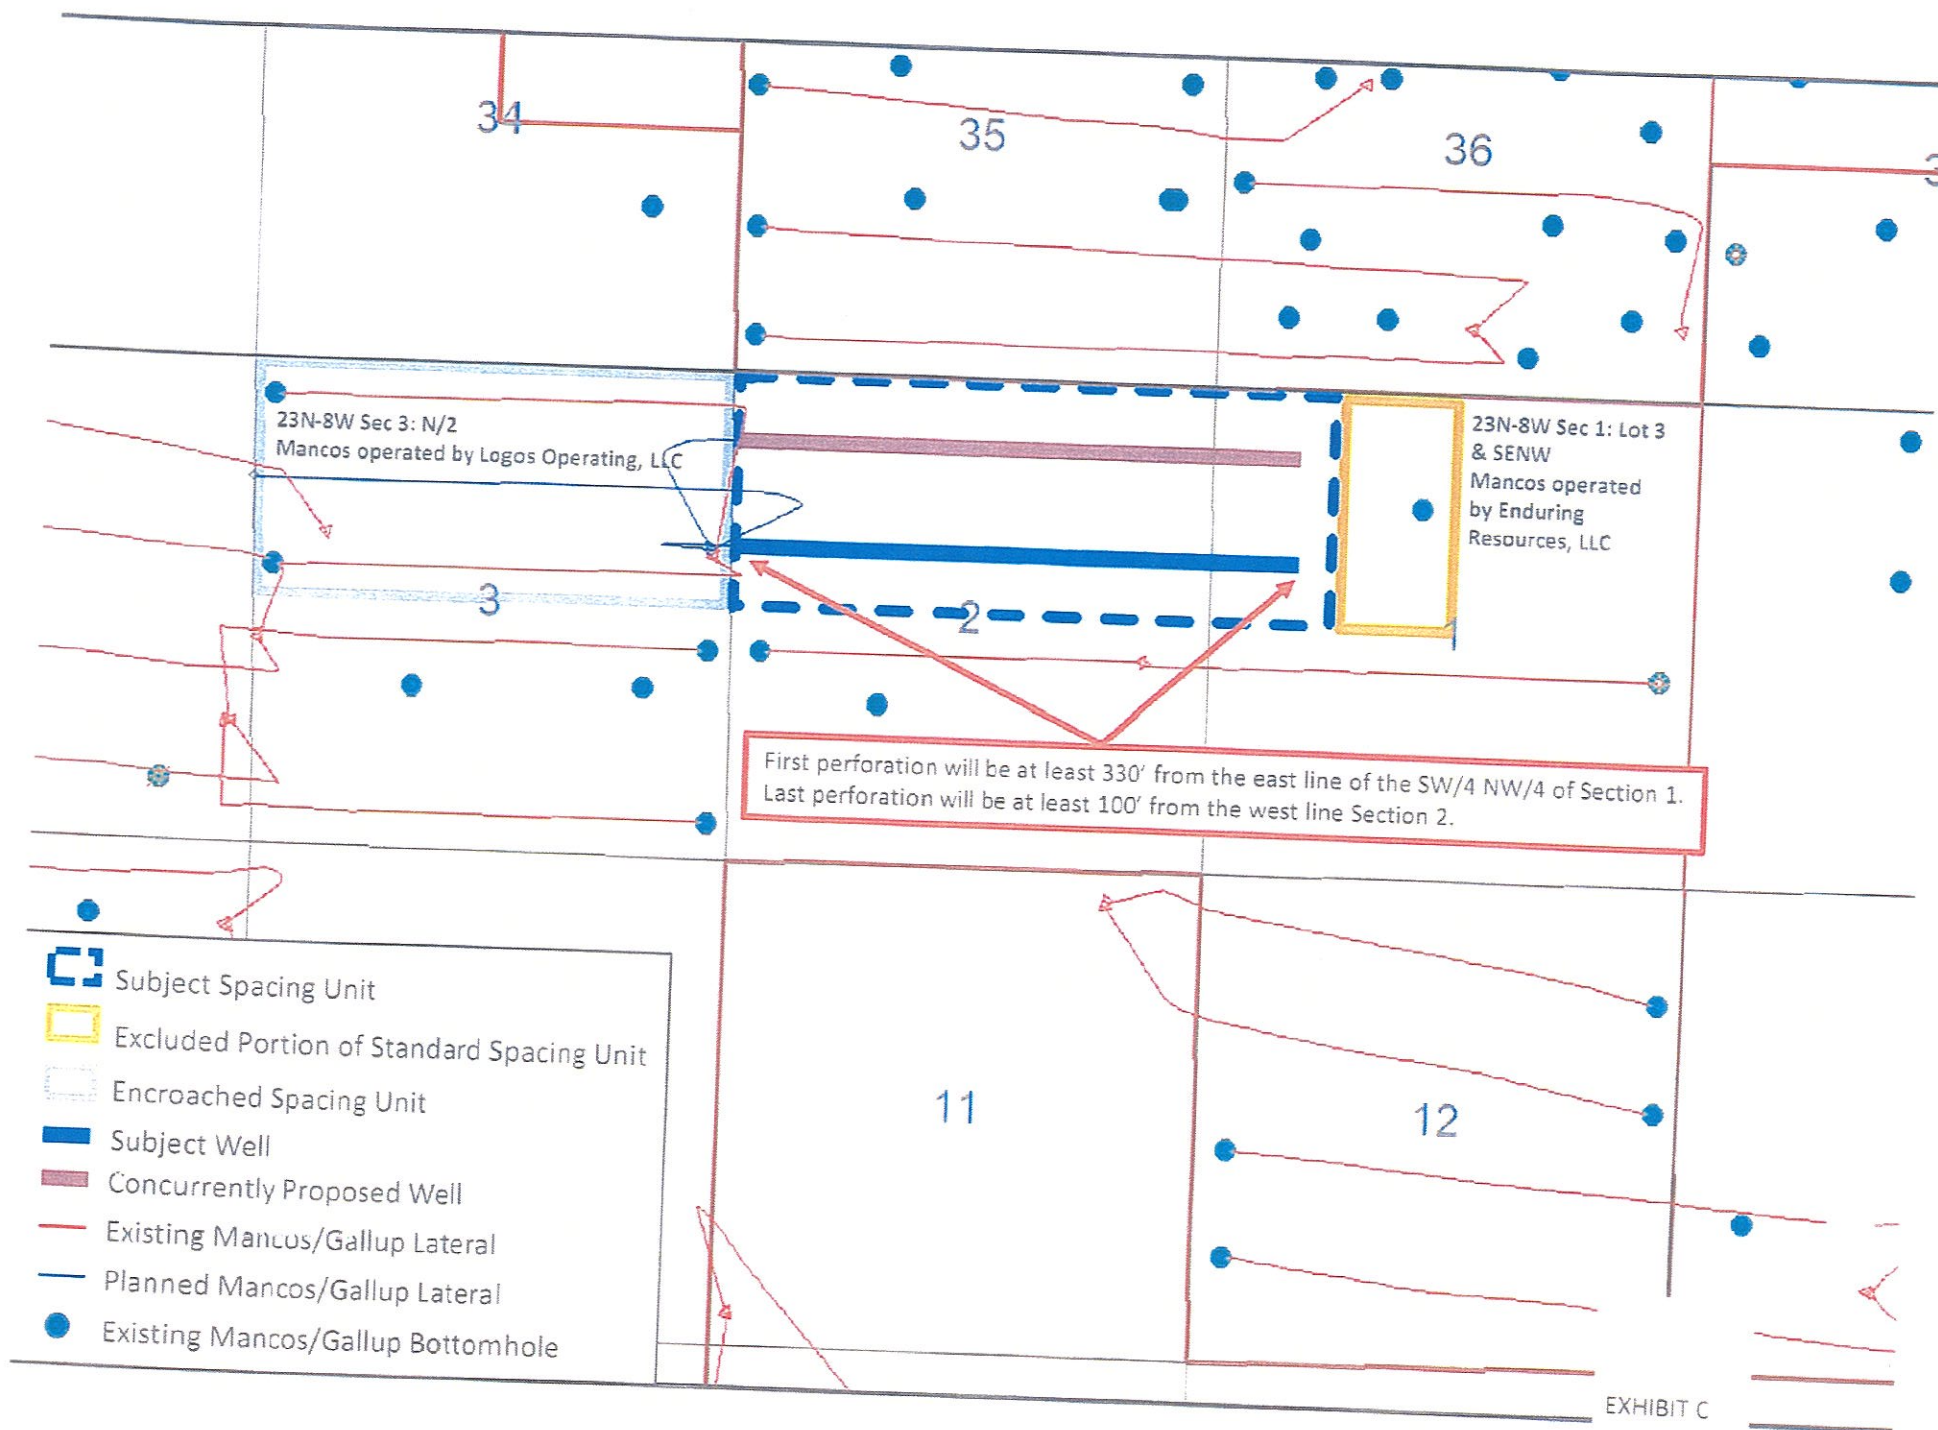 34
35
36
23N-8W Sec 3: N/2
Mancos operated by Logos Operating, LLC
23N-8W Sec 1: Lot 3
& SENW
Mancos operated
by Enduring
Resources, LLC
3
2
1
First perforation will be at least 330' from the east line of the SW/4 NW/4 of Section 1.
Last perforation will be at least 100' from the west line Section 2.
11
12
Subject Spacing Unit
Excluded Portion of Standard Spacing Unit
Encroached Spacing Unit
Subject Well
Concurrently Proposed Well
Existing Mancos/Gallup Lateral
Planned Mancos/Gallup Lateral
Existing Mancos/Gallup Bottomhole
EXHIBIT C